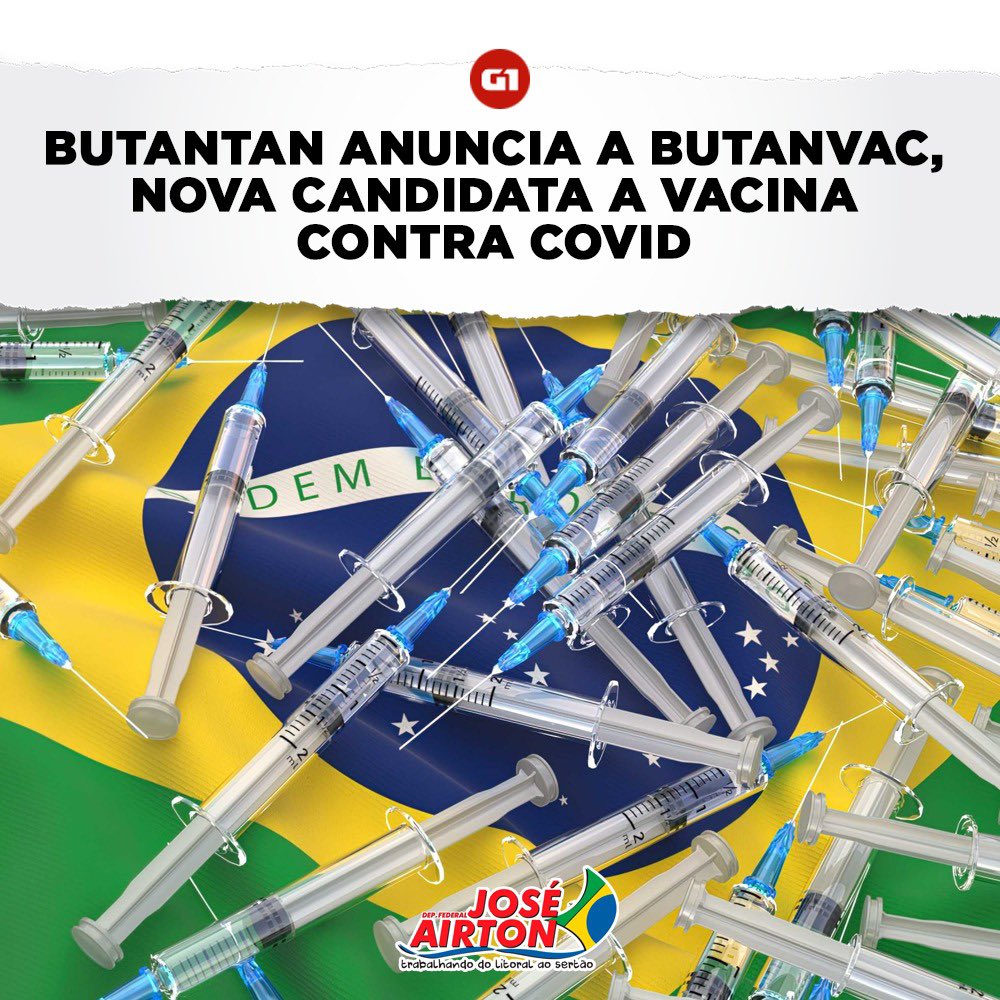 G1
BUTANTAN ANUNCIA A BUTANVAC,
NOVA CANDIDATA A VACINA
CONTRA COVID
DEM E
DEP. FEDERAL
JOSÉ
AIRTON
trabalhando do litoral ao sertão